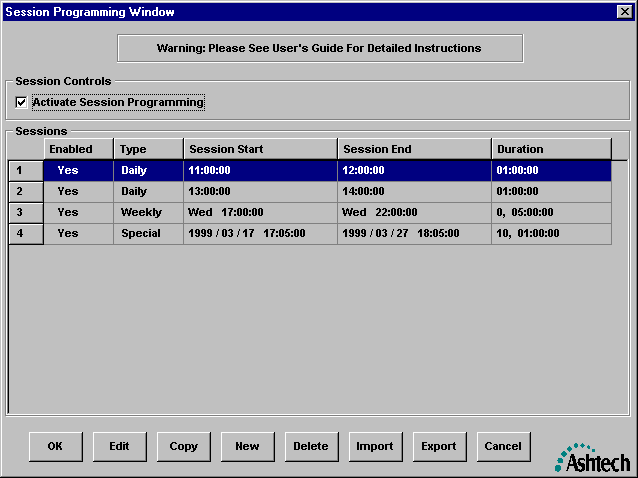 Session Programming Window
Warning: Please See User's Guide For Detailed Instructions
Session Controls
Activate Session Programming
Sessions
Enabled Type Session Start Session End Duration
1 Yes Daily 11:00:00 12:00:00 01:00:00
2 Yes Daily 13:00:00 14:00:00 01:00:00
3 Yes Weekly Wed 17:00:00 Wed 22:00:00 0, 05:00:00
4 Yes Special 1999 / 03 / 17 17:05:00 1999 / 03 / 27 18:05:00 10, 01:00:00
OK Edit Copy New Delete Import Export Cancel
Ashtech